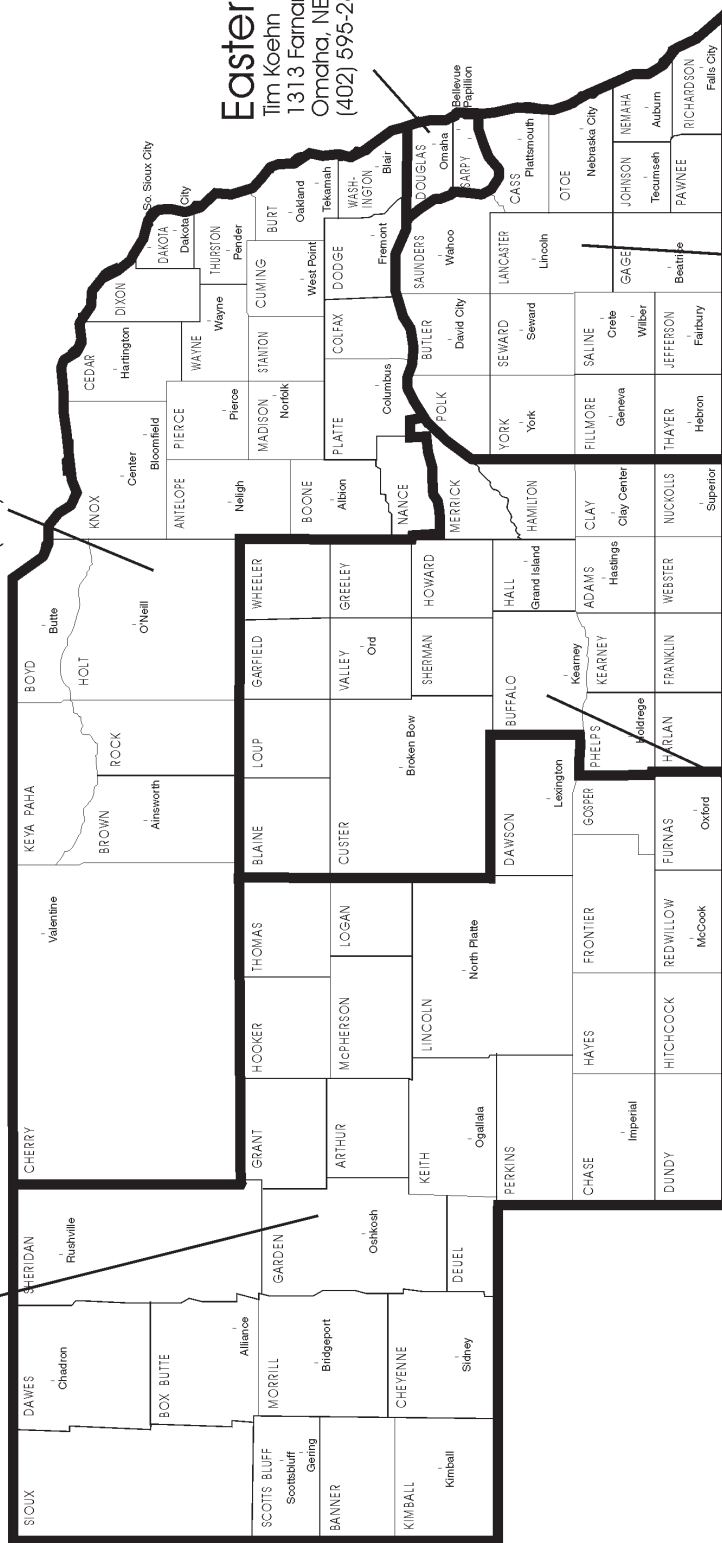 Easter
Tim Koehn
1313 Farnar
Omaha, NE
(402) 595-2
SIOUX
DAWES
Chadron
BOX BUTTE
Alliance
SHERIDAN
Rushville
SCOTTS BLUFF
Scottsbluff
Gering
BANNER
KIMBALL
Kimball
MORRILL
Bridgeport
CHEYENNE
Sidney
GARDEN
Oshkosh
DEUEL
CHERRY
Valentine
KEYA PAHA
BROWN
Ainsworth
ROCK
BOYD
Butte
HOLT
O'Neill
GRANT
HOOKER
THOMAS
ARTHUR
McPHERSON
LOGAN
KEITH
Ogallala
LINCOLN
North Platte
PERKINS
CHASE
Imperial
HAYES
FRONTIER
DUNDY
HITCHCOCK
REDWILLOW
McCook
BLAINE
LOUP
GARFIELD
WHEELER
CUSTER
Broken Bow
VALLEY
Ord
GREELEY
SHERMAN
HOWARD
DAWSON
Lexington
BUFFALO
Kearney
HALL
Grand Island
GOSPER
PHELPS
Holdrege
KEARNEY
ADAMS
Hastings
FURNAS
Oxford
HARLAN
FRANKLIN
WEBSTER
KNOX
Center
Bloomfield
CEDAR
Hartington
DIXON
DAKOTA
Dakota City
So. Sioux City
ANTELOPE
Neligh
PIERCE
Pierce
WAYNE
Wayne
THURSTON
Pender
BOONE
Albion
MADISON
Norfolk
STANTON
CUMING
West Point
BURT
Oakland
Tekamah
NANCE
PLATTE
Columbus
COLFAX
DODGE
Fremont
WASH-
INGTON
Blair
MERRICK
HAMILTON
POLK
BUTLER
David City
SAUNDERS
Wahoo
DOUGLAS
Omaha
SARPY
Bellevue
Papillion
YORK
York
SEWARD
Seward
LANCASTER
Lincoln
CASS
Plattsmouth
OTOE
Nebraska City
CLAY
Clay Center
FILLMORE
Geneva
SALINE
Crete
Wilber
GAGE
Beatrice
JOHNSON
Tecumseh
NEMAHA
Auburn
NUCKOLLS
Superior
THAYER
Hebron
JEFFERSON
Fairbury
PAWNEE
RICHARDSON
Falls City